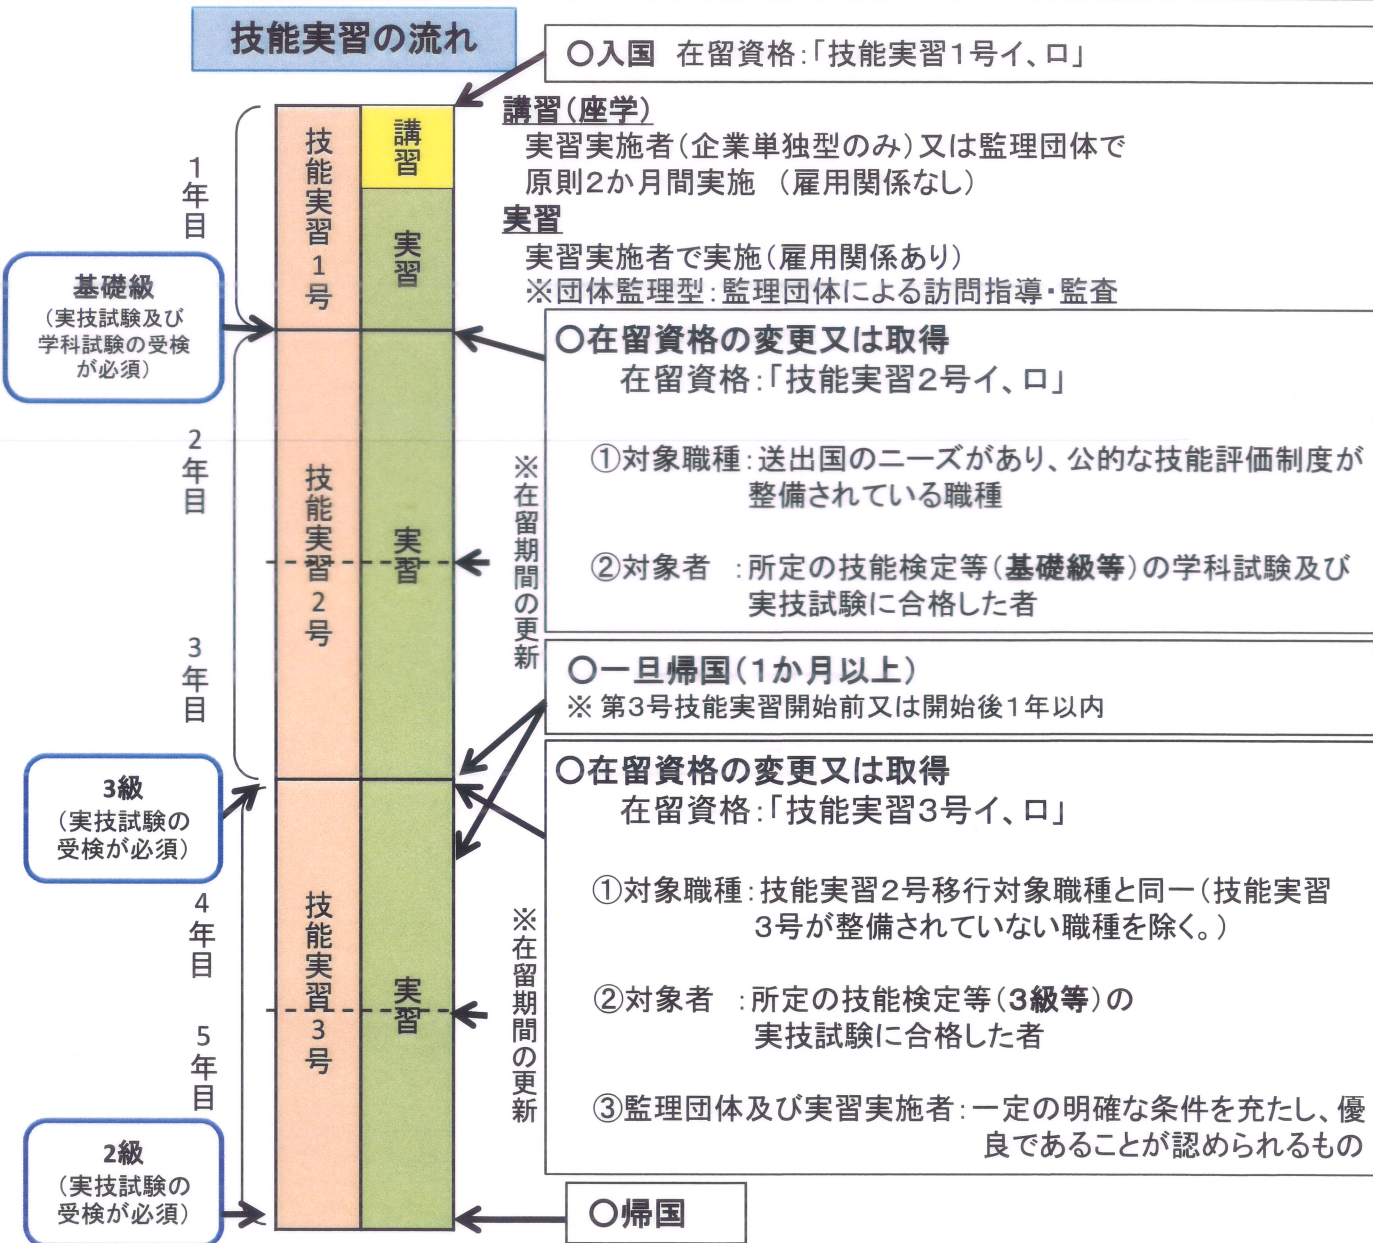 技能実習の流れ
○入国 在留資格:「技能実習1号イ、ロ」
講習(座学)
実習実施者(企業単独型のみ)又は監理団体で
原則2か月間実施 (雇用関係なし)
実習
実習実施者で実施(雇用関係あり)
※団体監理型:監理団体による訪問指導・監査
1年目
技能実習1号
講習
実習
基礎級
(実技試験及び
学科試験の受検
が必須)
○在留資格の変更又は取得
在留資格:「技能実習2号イ、ロ」
①対象職種:送出国のニーズがあり、公的な技能評価制度が
整備されている職種
②対象者 :所定の技能検定等(基礎級等)の学科試験及び
実技試験に合格した者
2年目
3年目
技能実習2号
実習
※在留期間の更新
○一旦帰国(1か月以上)
※ 第3号技能実習開始前又は開始後1年以内
3級
(実技試験の
受検が必須)
○在留資格の変更又は取得
在留資格:「技能実習3号イ、ロ」
①対象職種:技能実習2号移行対象職種と同一(技能実習
3号が整備されていない職種を除く。)
②対象者 :所定の技能検定等(3級等)の
実技試験に合格した者
③監理団体及び実習実施者:一定の明確な条件を充たし、優
良であることが認められるもの
4年目
5年目
技能実習3号
実習
※在留期間の更新
2級
(実技試験の
受検が必須)
○帰国